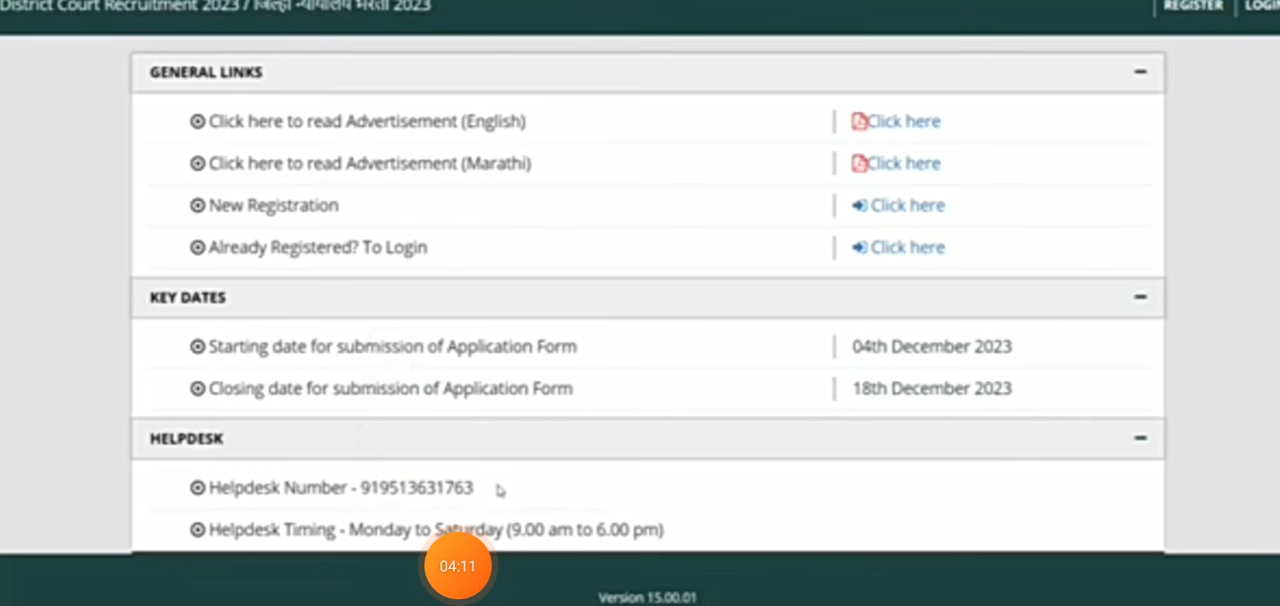 District Court Recruitment 2023 / जिल्हा न्यायालय भरती 2023
REGISTER
LOGIN
GENERAL LINKS
Click here to read Advertisement (English)
Click here
Click here to read Advertisement (Marathi)
Click here
New Registration
Click here
Already Registered? To Login
Click here
KEY DATES
Starting date for submission of Application Form
04th December 2023
Closing date for submission of Application Form
18th December 2023
HELPDESK
Helpdesk Number - 919513631763
Helpdesk Timing - Monday to Saturday (9.00 am to 6.00 pm)
04:11
Version 15.00.01